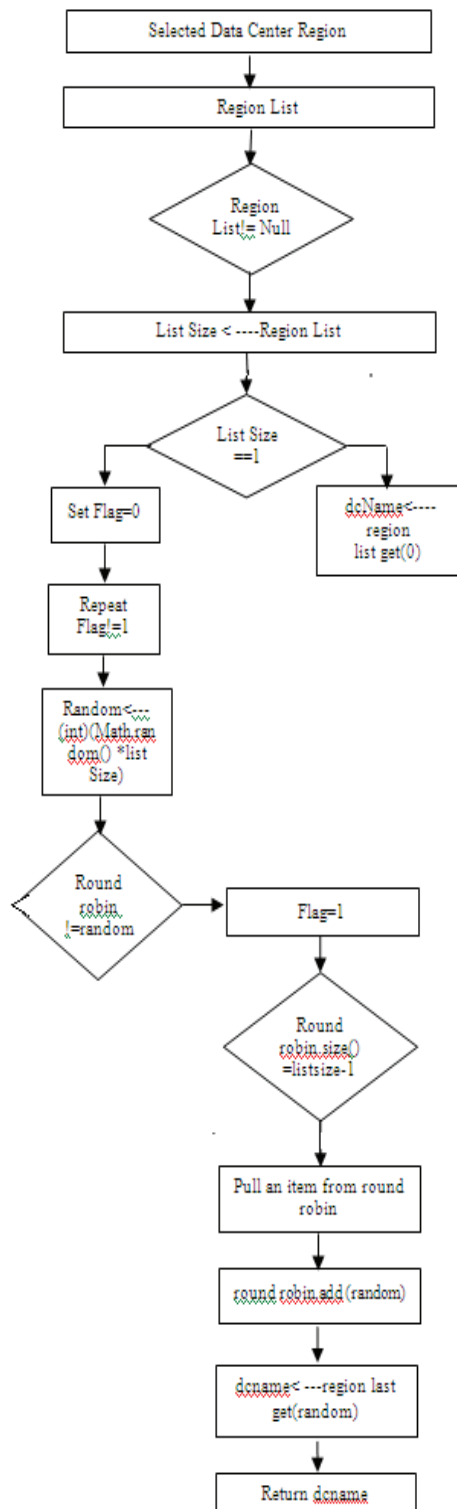 Selected Data Center Region
Region List
Region
List!= Null
List Size < ----Region List
List Size
==1
Set Flag=0
dcName<----
region
list get(0)
Repeat
Flag!=1
Random<---
(int)(Math.ran
dom() *list
Size)
Round
robin
!=random
Flag=1
Round
robin.size()
=listsize-1
Pull an item from round
robin
round robin.add (random)
dcname< ---region last
get(random)
Return dcname